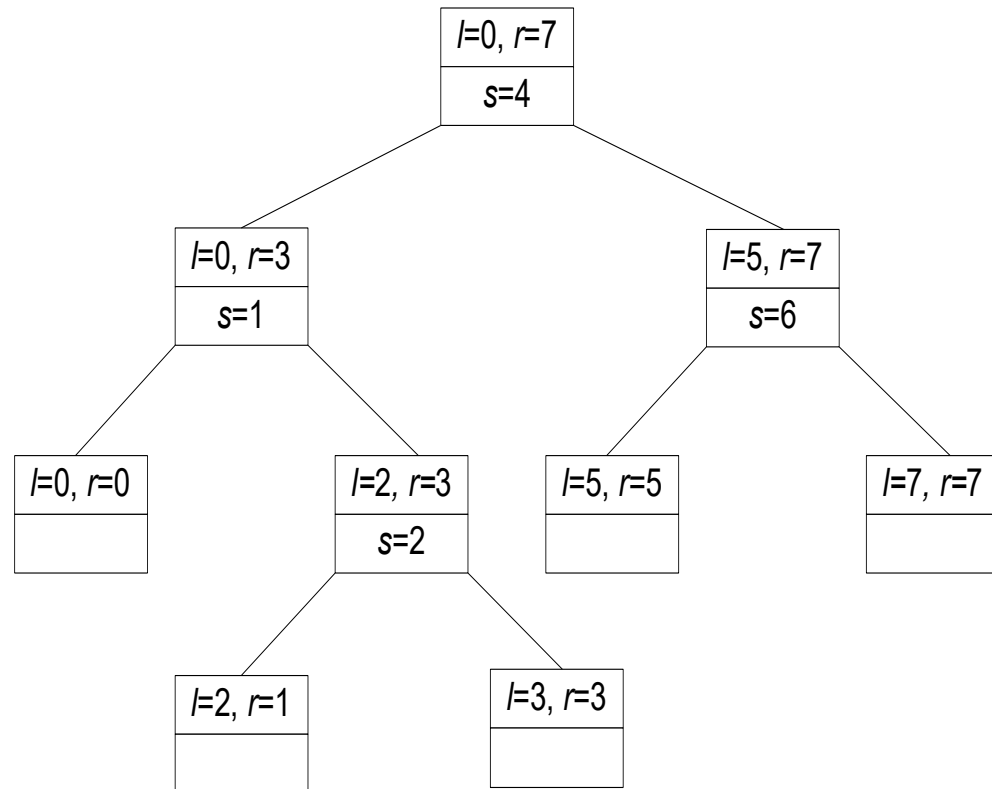 l=0, r=7
s=4
l=0, r=3
l=5, r=7
s=1
s=6
l=0, r=0
l=2, r=3
l=5, r=5
l=7, r=7
s=2
l=2, r=1
l=3, r=3